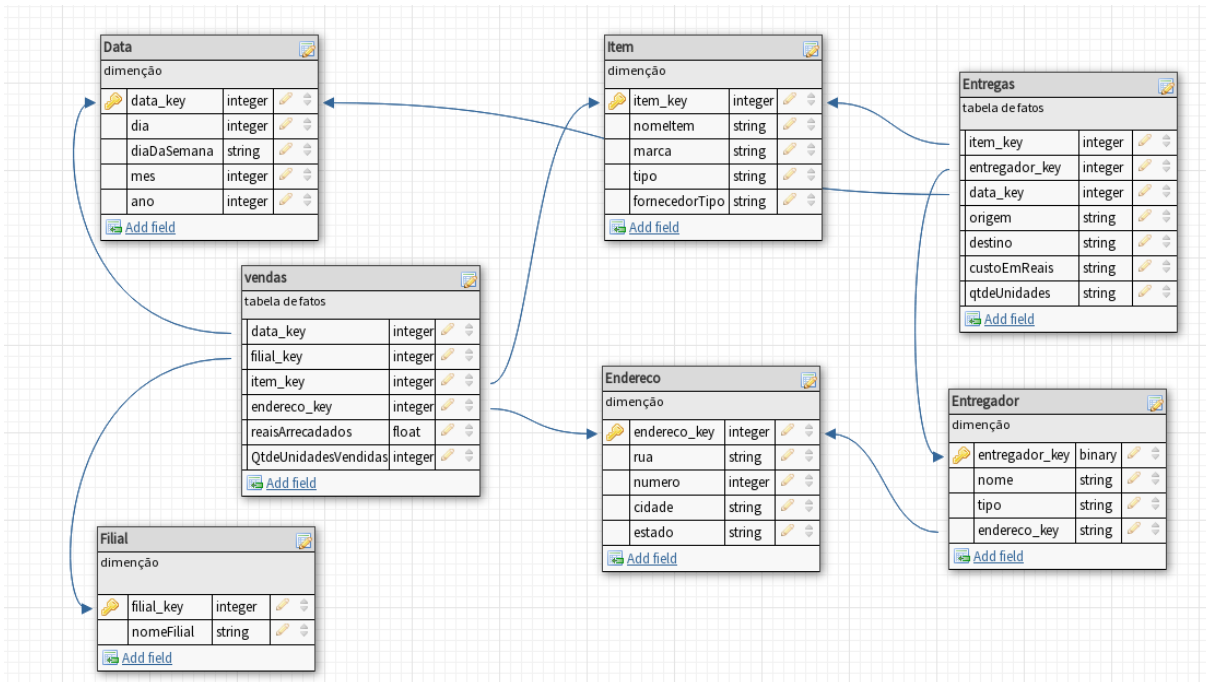 Data
dimenção
data_key integer
dia integer
diaDaSemana string
mes integer
ano integer
Add field
Item
dimenção
item_key integer
nomeItem string
marca string
tipo string
fornecedorTipo string
Add field
Entregas
tabela de fatos
item_key integer
entregador_key integer
data_key integer
origem string
destino string
custoEmReais string
qtdeUnidades string
Add field
vendas
tabela de fatos
data_key integer
filial_key integer
item_key integer
endereco_key integer
reaisArrecadados float
QtdeUnidadesVendidas integer
Add field
Endereco
dimenção
endereco_key integer
rua string
numero integer
cidade string
estado string
Add field
Entregador
dimenção
entregador_key binary
nome string
tipo string
endereco_key string
Add field
Filial
dimenção
filial_key integer
nomeFilial string
Add field